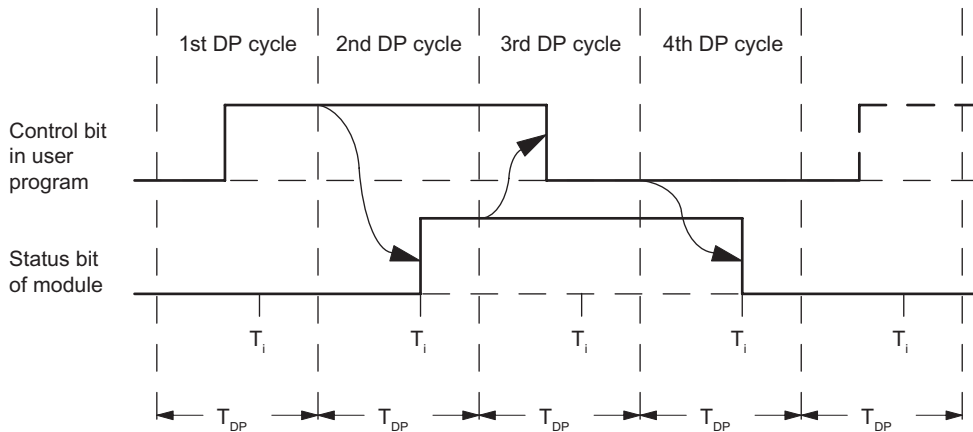 1st DP cycle 2nd DP cycle 3rd DP cycle 4th DP cycle
Control bit
in user
program
Status bit
of module
Ti Ti Ti Ti Ti
TDP TDP TDP TDP TDP